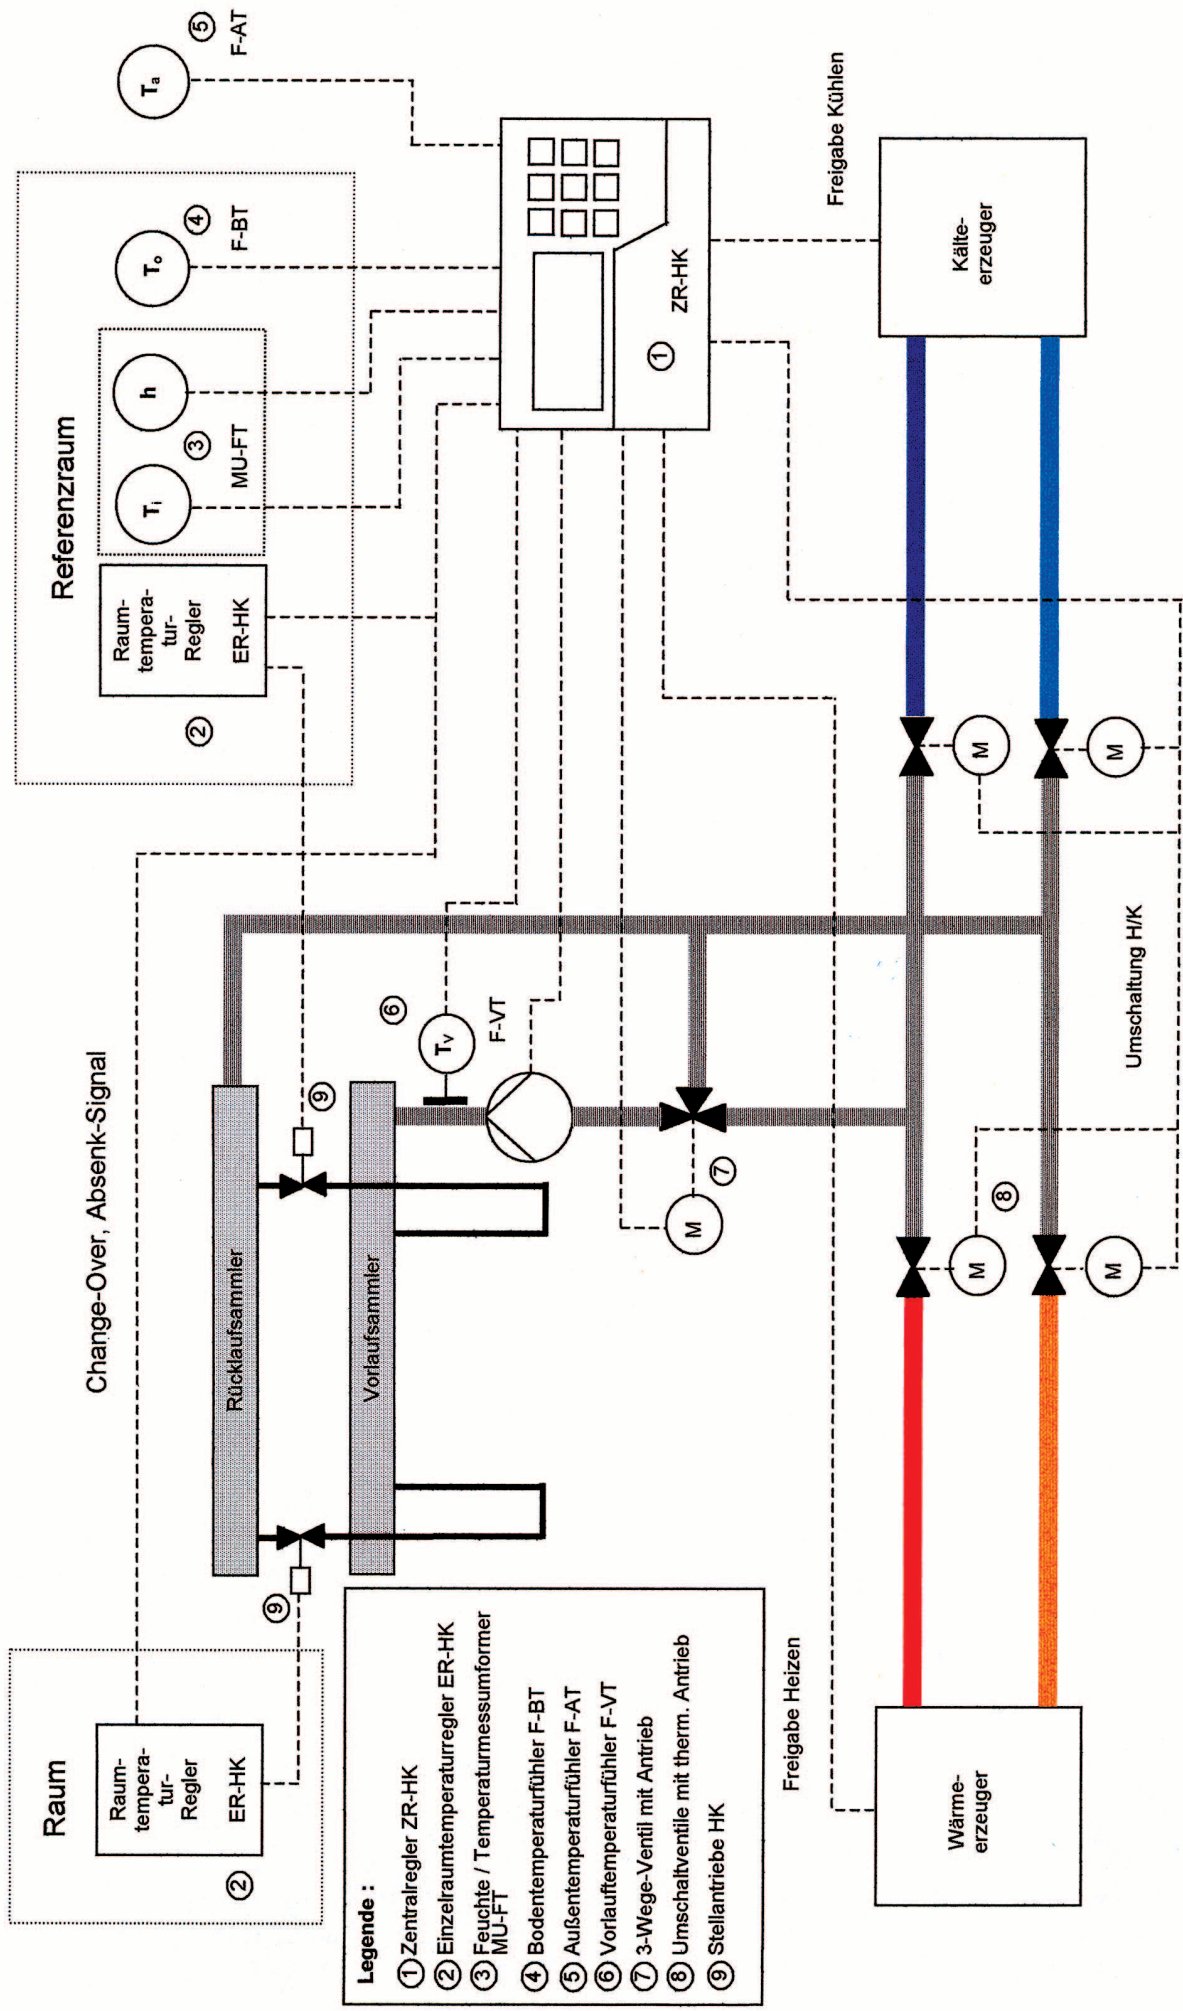 Raum
Raum-
tempera-
tur-
Regler
ER-HK
2
9
Change-Over, Absenk-Signal
Rücklaufsammler
Vorlaufsammler
9
6
Tv
F-VT
Referenzraum
2
Raum-
tempera-
tur-
Regler
ER-HK
Ti
h
3
MU-FT
To
4
F-BT
Ta
5
F-AT
1
ZR-HK
Legende :
1 Zentralregler ZR-HK
2 Einzelraumtemperaturregler ER-HK
3 Feuchte / Temperaturmessumformer
MU-FT
4 Bodentemperaturfühler F-BT
5 Außentemperaturfühler F-AT
6 Vorlauftemperaturfühler F-VT
7 3-Wege-Ventil mit Antrieb
8 Umschaltventile mit therm. Antrieb
9 Stellantriebe HK
M
7
Freigabe Heizen
Freigabe Kühlen
Wärme-
erzeuger
M
8
M
M
M
Umschaltung H/K
Kälte-
erzeuger